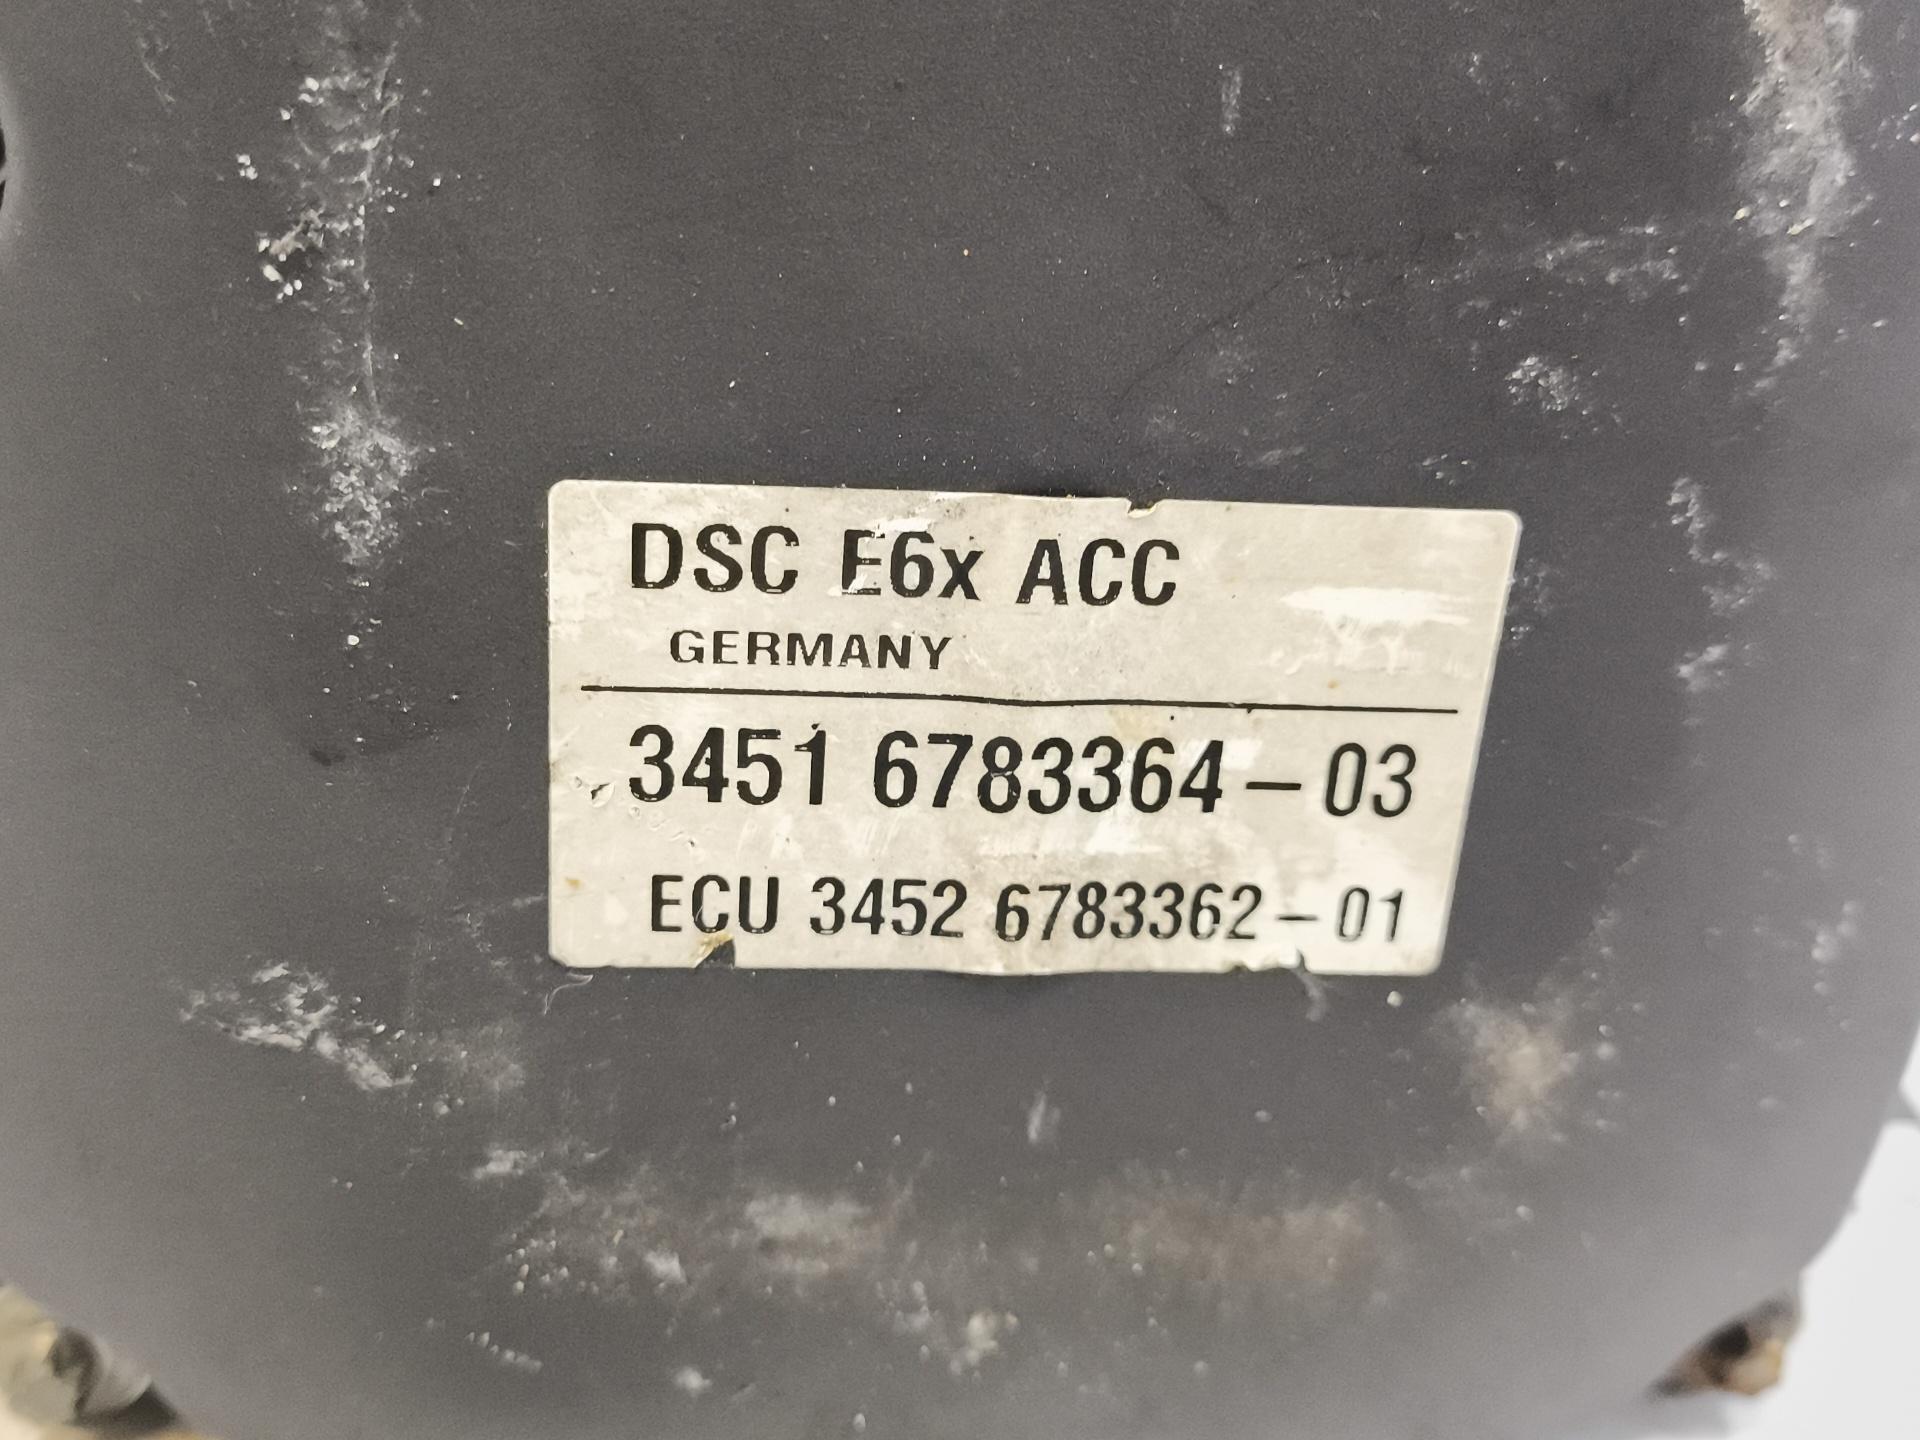 DSC E6x ACC
GERMANY
3451 6783364-03
ECU 3452 6783362-01